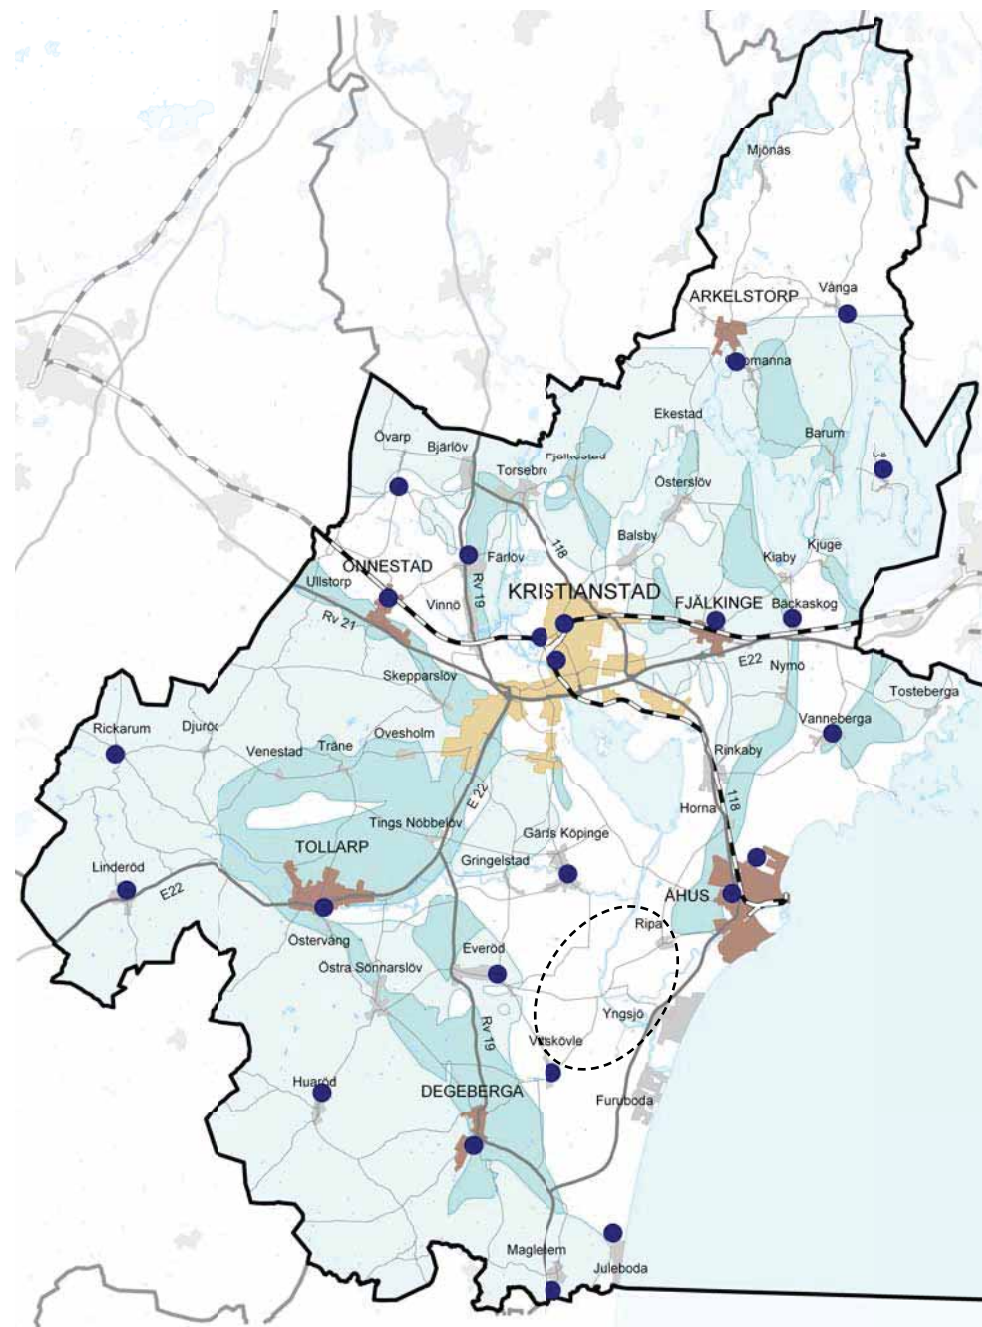 Mjönäs
Vånga
ARKELSTORP
Ekestad
Barum
Övarp
Bjärlöv
Torsebro
Österslöv
Balsby
118
Kjuge
Kiaby
Färlöv
ÖNNESTAD
Ullstorp
Rv 19
Vinnö
KRISTIANSTAD
FJÄLKINGE
Bäckaskog
Rv 21
E22
Nymö
Skepparslöv
Tosteberga
Vanneberga
Rickarum
Ovesholm
Träne
Venestad
Rinkaby
E 22
118
Horna
Tings Nöbbelöv
Gärds Köpinge
TOLLARP
Gringelstad
Linderöd
E22
ÅHUS
Ripa
Östervång
Everöd
Östra Sönnarslöv
Yngsjö
Rv 19
Vittskövle
Huaröd
DEGEBERGA
Furuboda
Maglehem
Juleboda